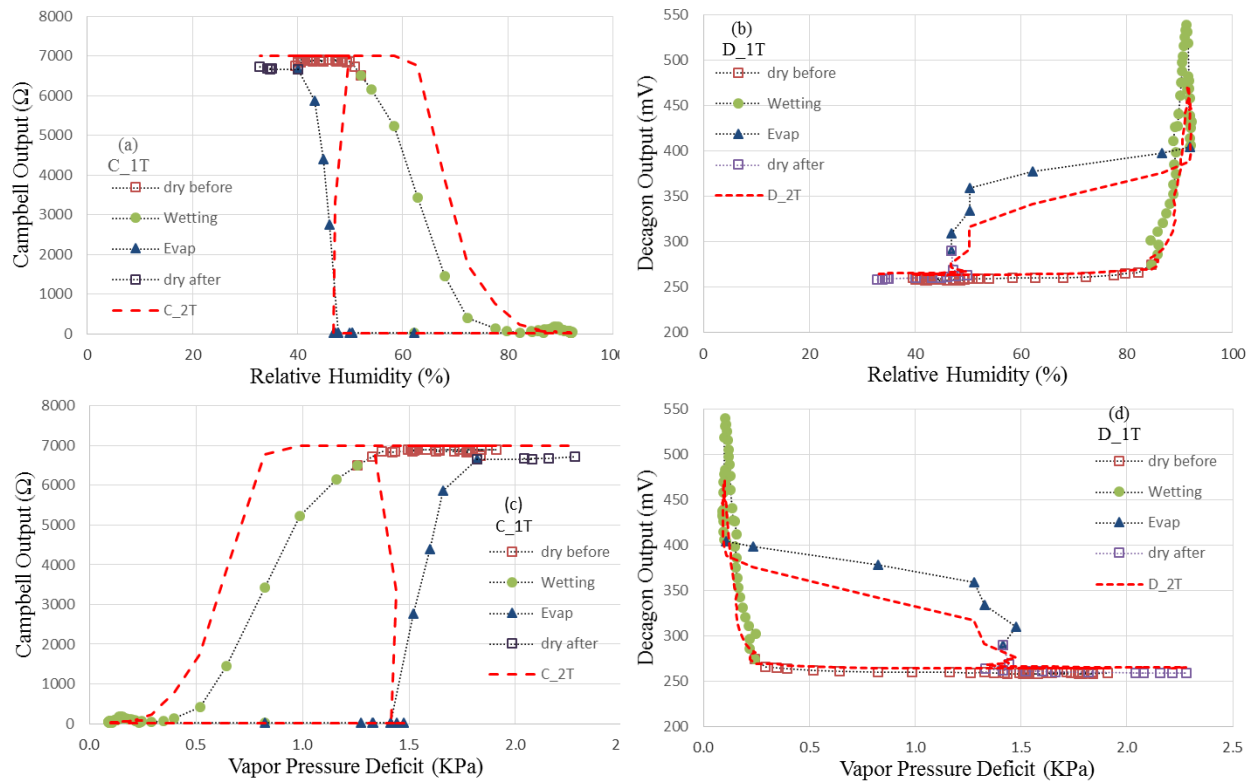 8000
7000
6000
5000
4000
3000
2000
1000
0
Campbell Output (Ω)
(a)
C_1T
dry before
Wetting
Evap
dry after
C_2T
0 20 40 60 80 100
Relative Humidity (%)
550
500
450
400
350
300
250
200
Decagon Output (mV)
(b)
D_1T
dry before
Wetting
Evap
dry after
D_2T
0 20 40 60 80 100
Relative Humidity (%)
8000
7000
6000
5000
4000
3000
2000
1000
0
Campbell Output (Ω)
(c)
C_1T
dry before
Wetting
Evap
dry after
C_2T
0.0 0.5 1.0 1.5 2.0 2
Vapor Pressure Deficit (KPa)
550
500
450
400
350
300
250
200
Decagon Output (mV)
(d)
D_1T
dry before
Wetting
Evap
dry after
D_2T
0.0 0.5 1.0 1.5 2.0 2.5
Vapor Pressure Deficit (KPa)